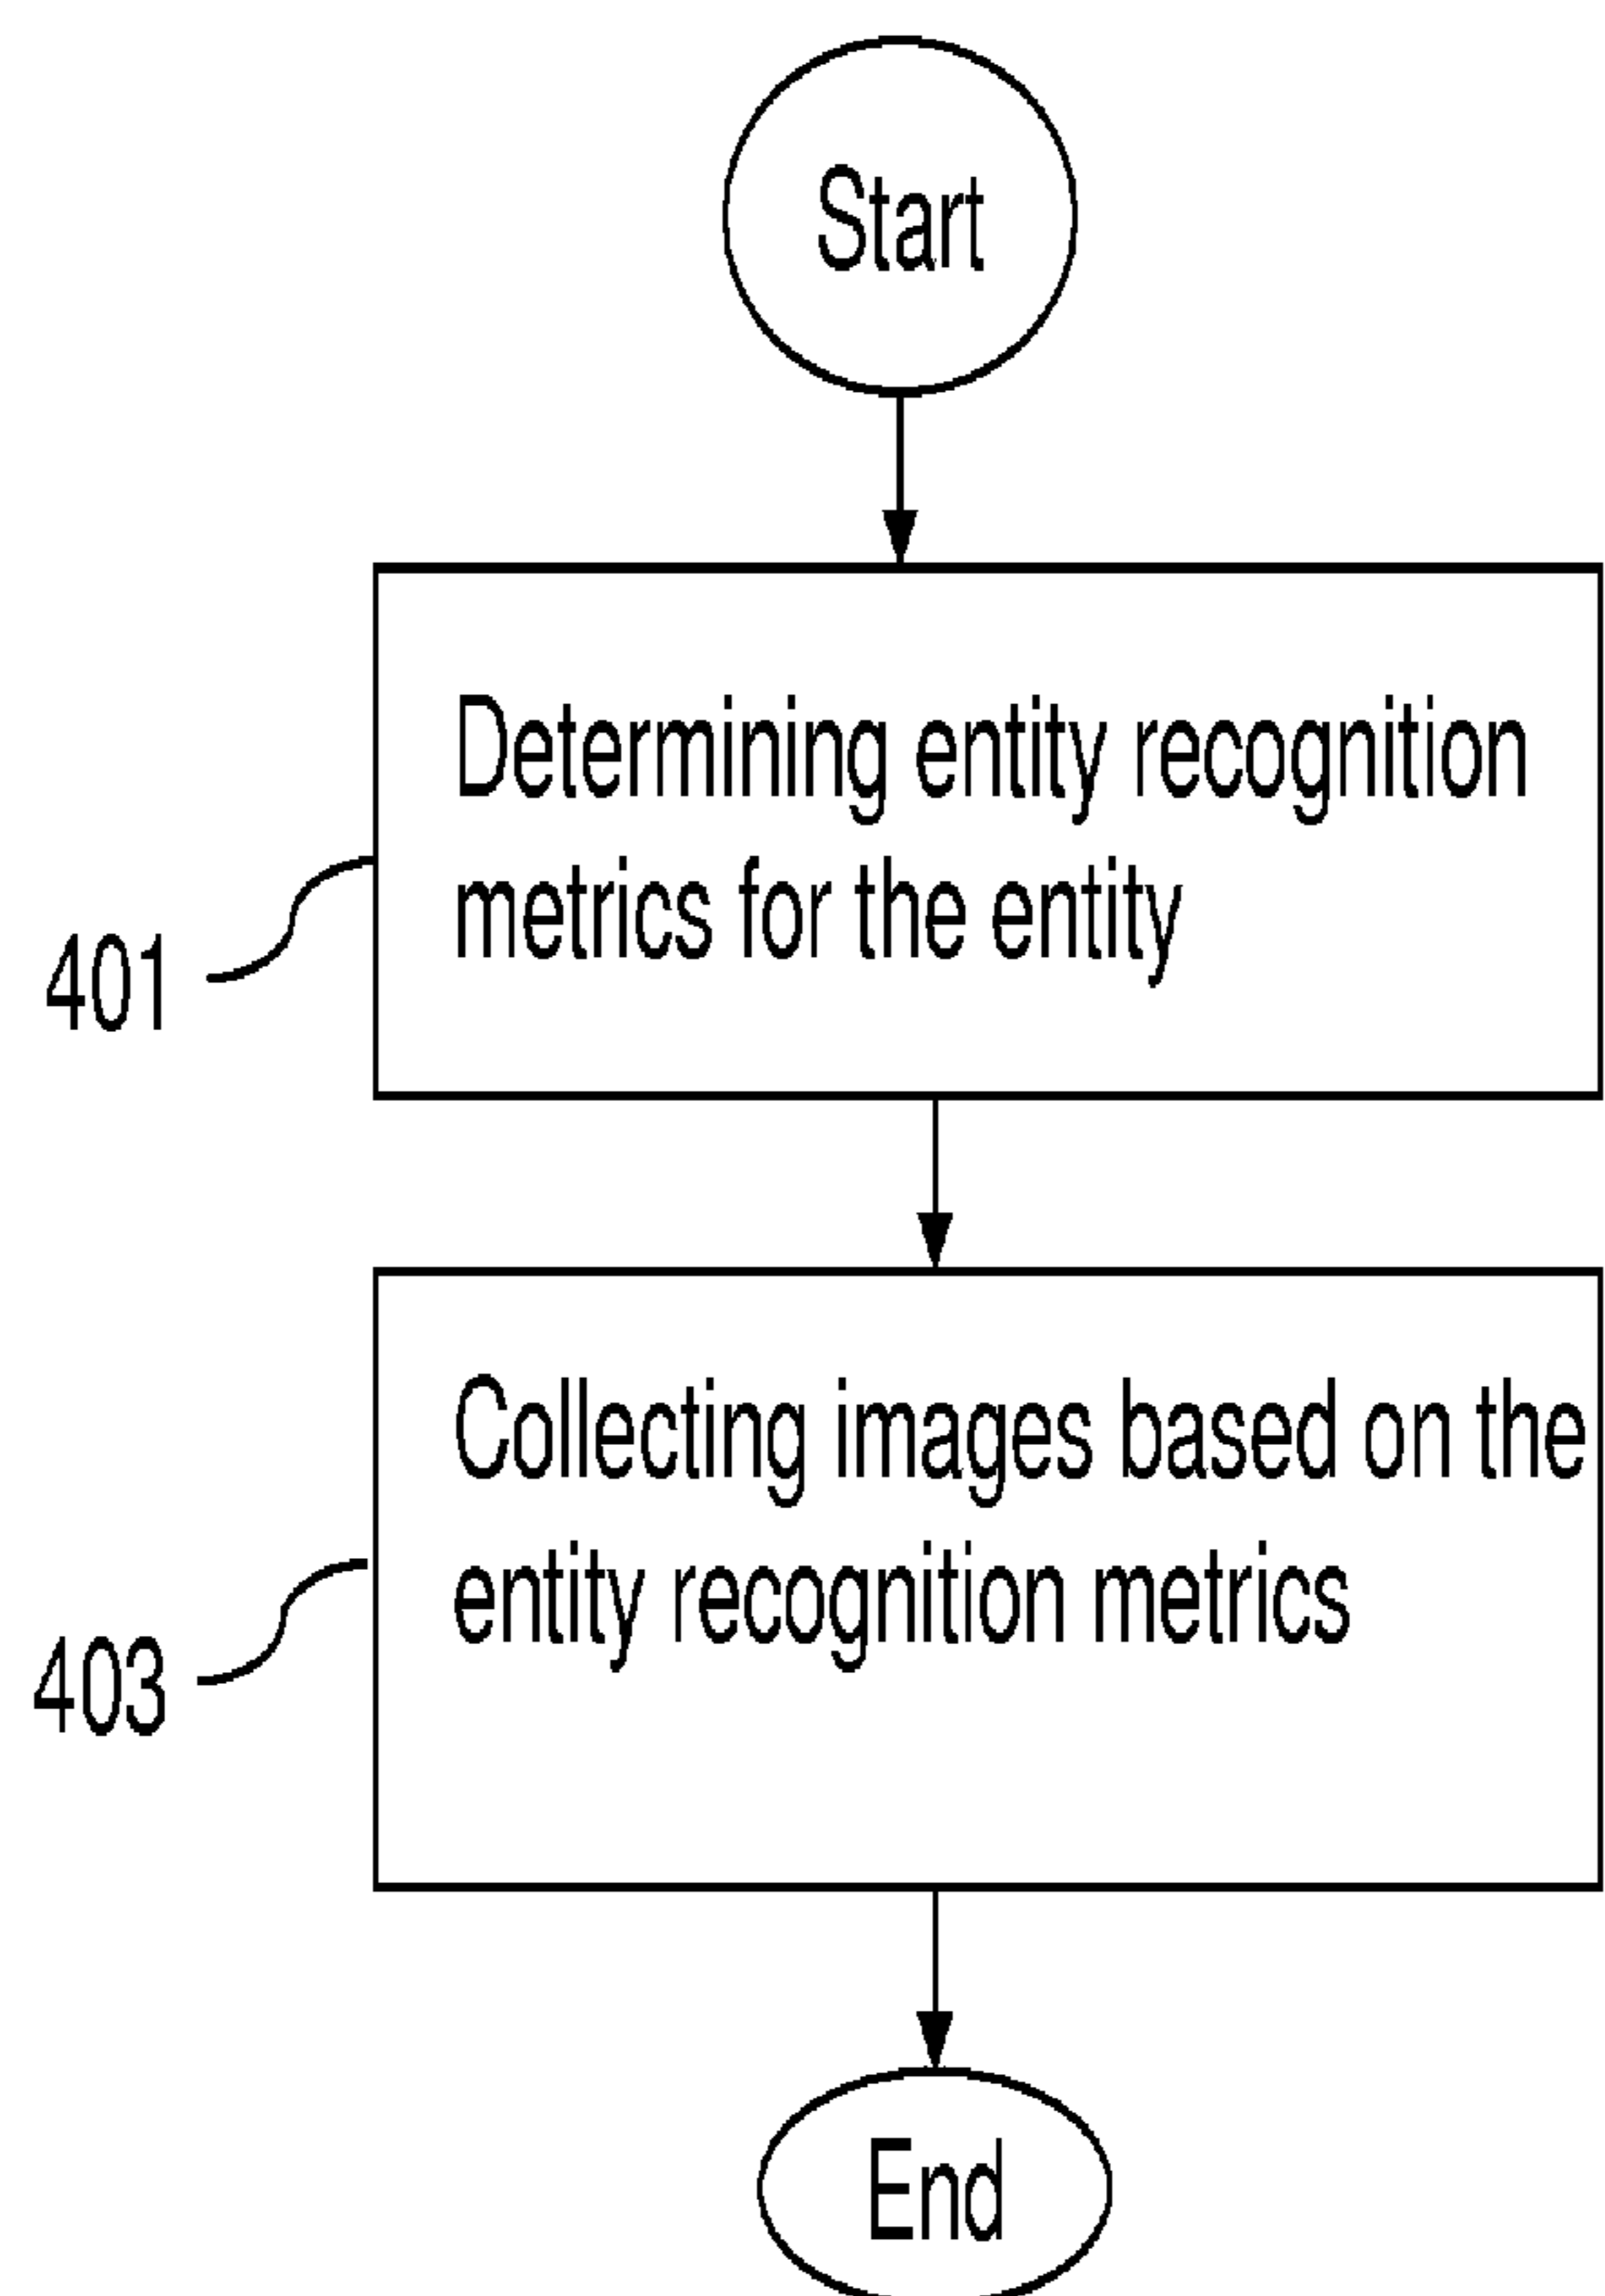 Start
Determining entity recognition
metrics for the entity
401
Collecting images based on the
entity recognition metrics
403
End